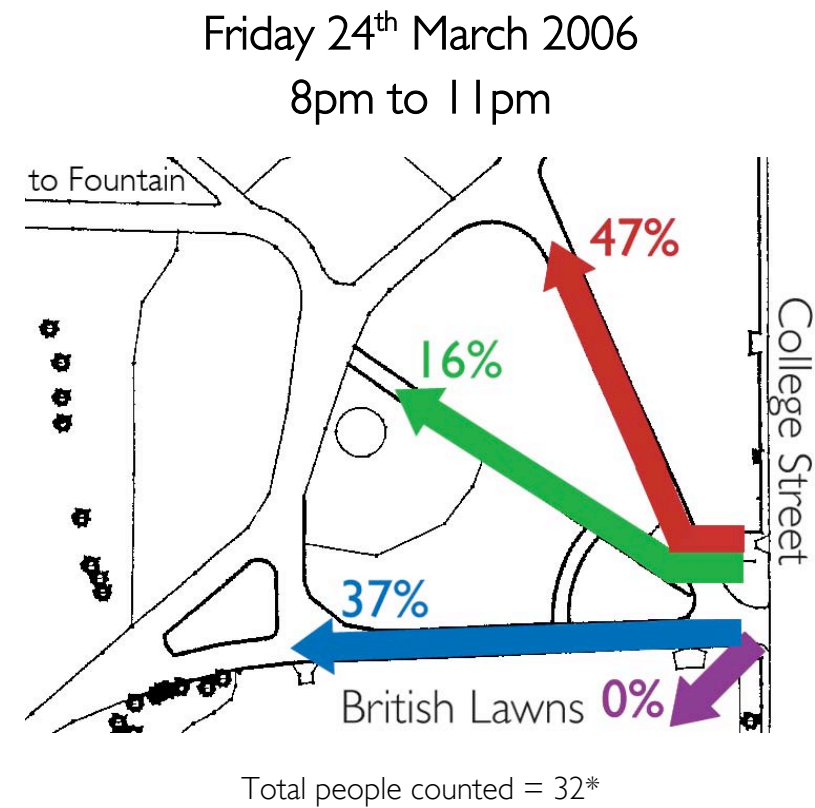 Friday 24th March 2006
8pm to 11pm
to Fountain
47%
16%
College Street
37%
British Lawns
0%
Total people counted = 32*